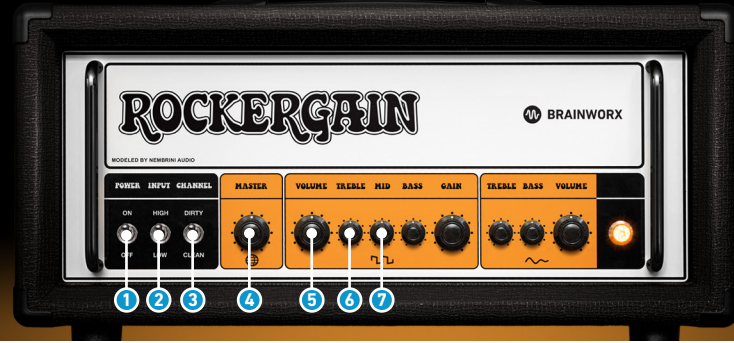 ROCKERGAIN
BRAINWORX
MODELED BY NEMBRINI AUDIO
POWER INPUT CHANNEL MASTER VOLUME TREBLE MID BASS GAIN TREBLE BASS VOLUME
ON HIGH DIRTY
OFF LOW CLEAN
1 2 3 4 5 6 7